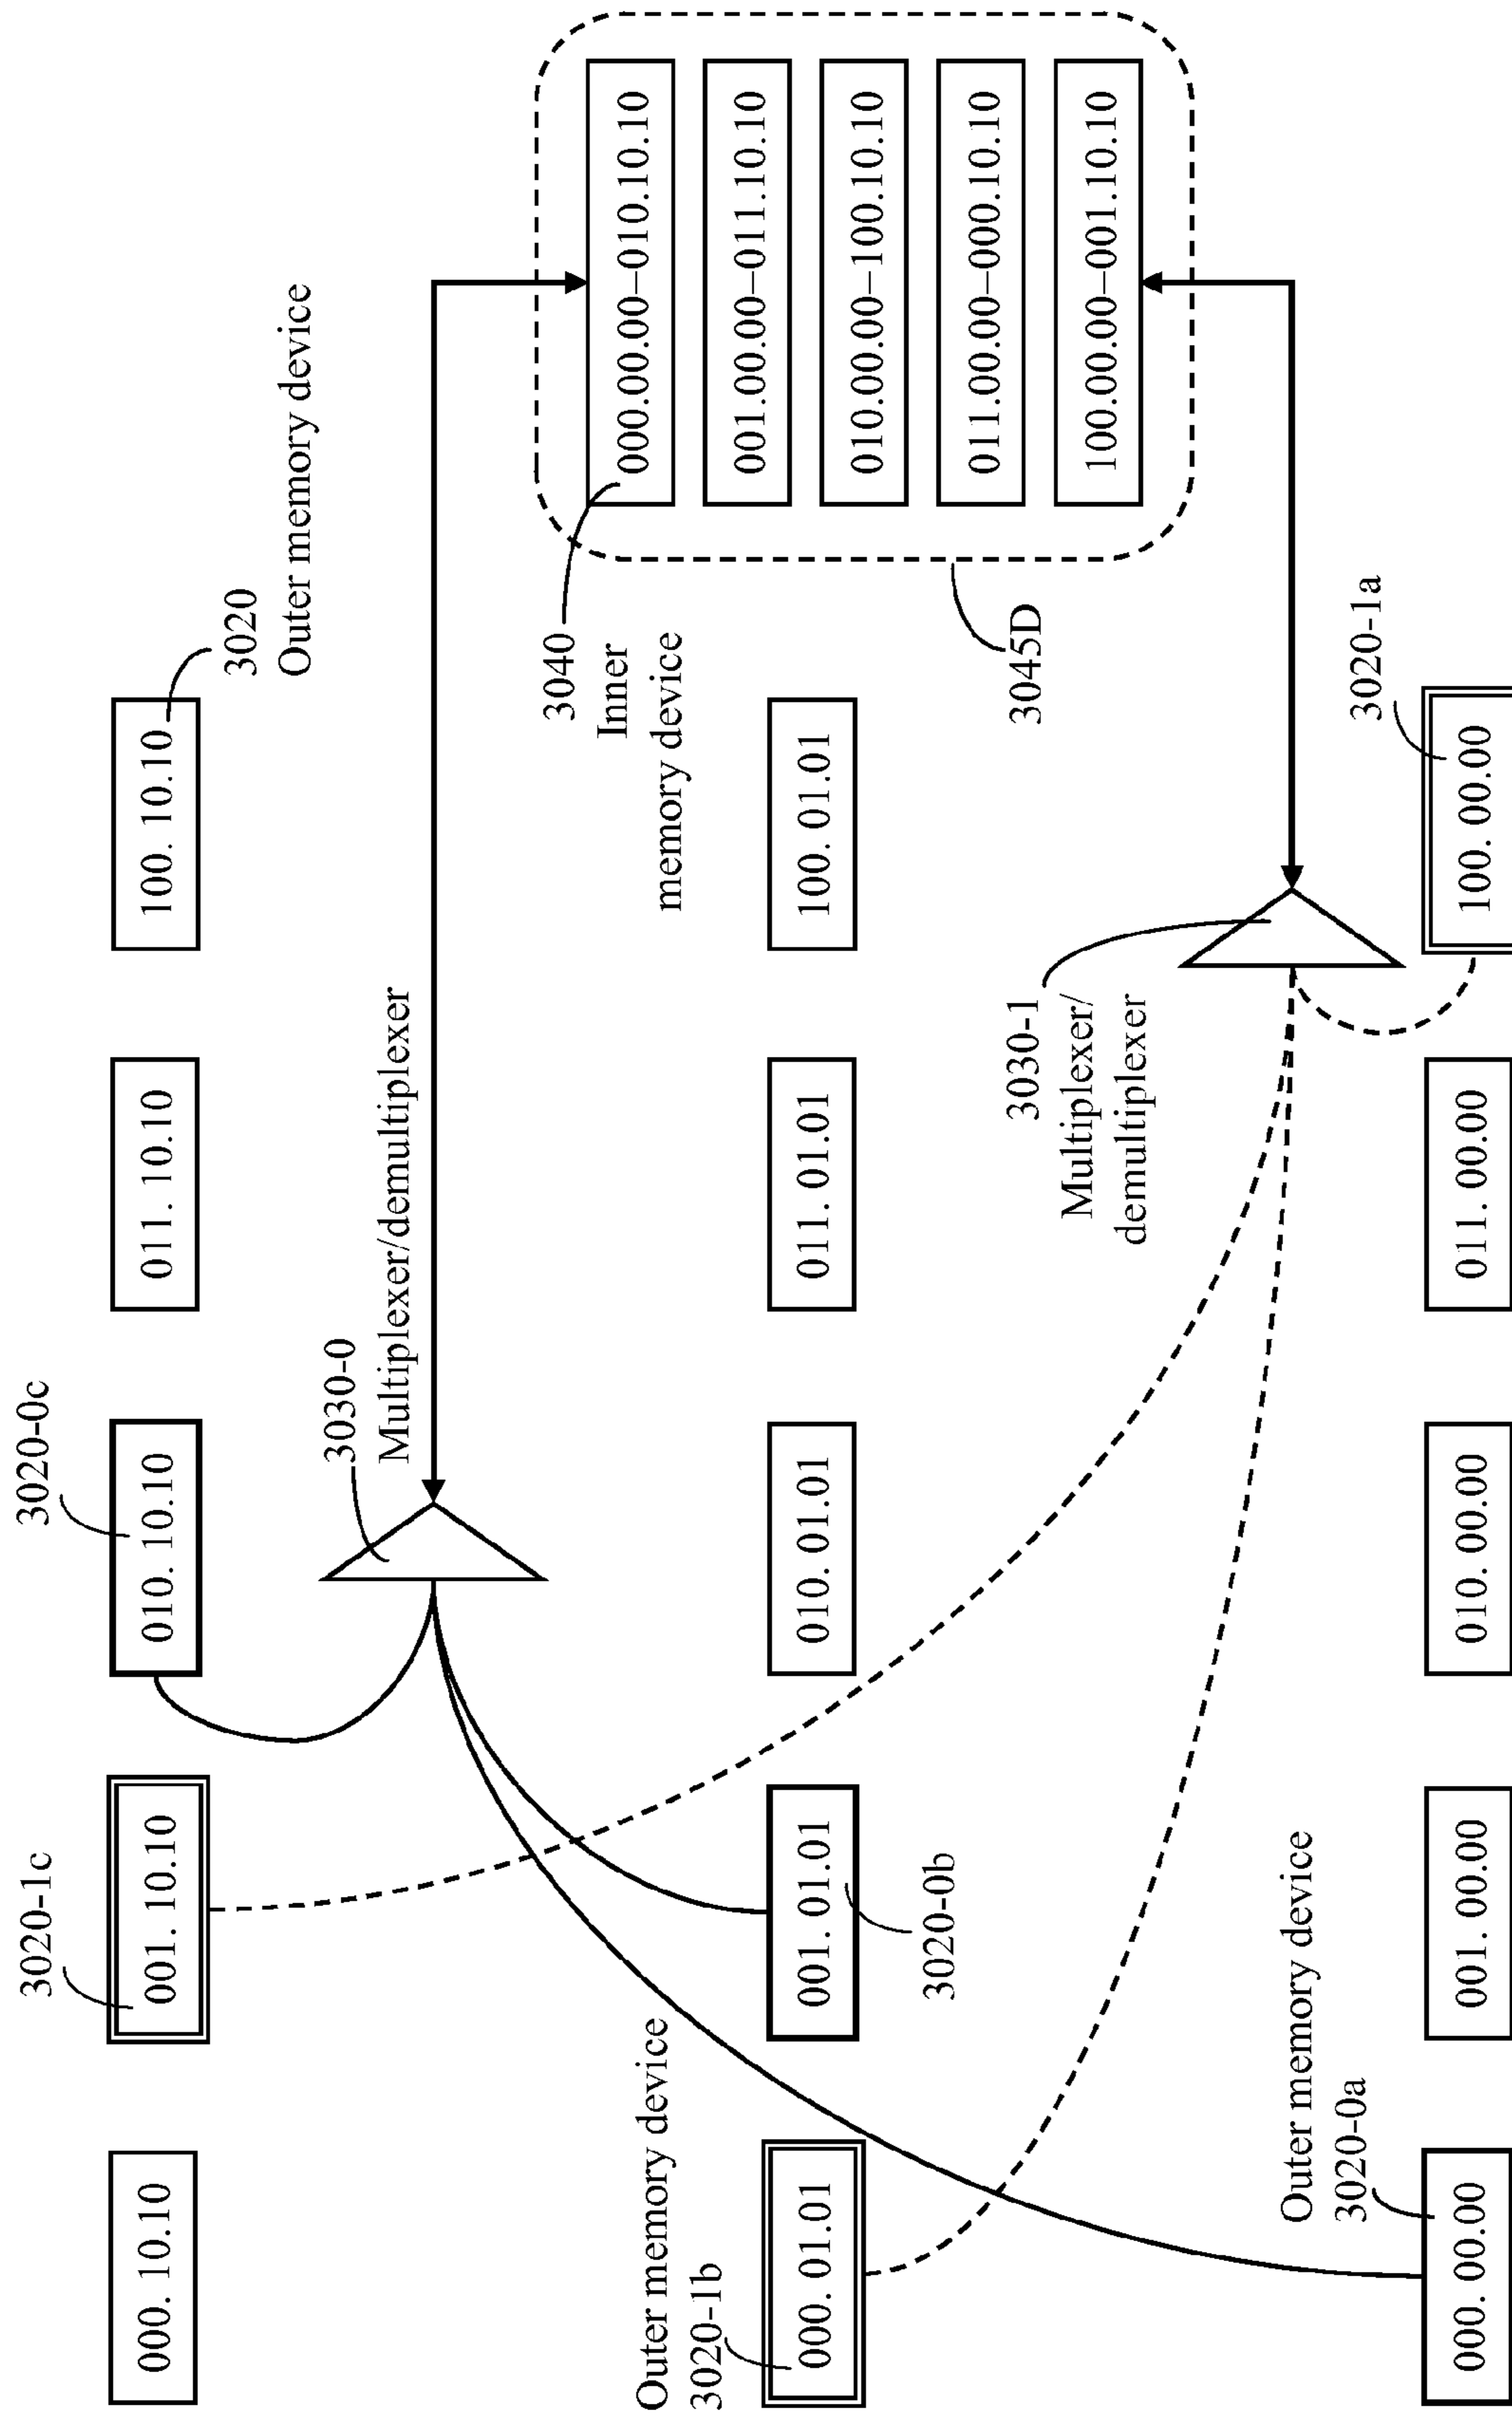 3020-1c
3020-0c
000. 10.10
001. 10.10
010. 10.10
011. 10.10
100. 10.10
3020
Outer memory device
3030-0
Multiplexer/demultiplexer
3040
Inner
memory device
000.00.00–010.10.10
001.00.00–011.10.10
010.00.00–100.10.10
011.00.00–000.10.10
100.00.00–001.10.10
3045D
Outer memory device
3020-1b
000. 01.01
001. 01.01
010. 01.01
011. 01.01
100. 01.01
3020-0b
3030-1
Multiplexer/
demultiplexer
Outer memory device
3020-0a
3020-1a
000. 00.00
001. 00.00
010. 00.00
011. 00.00
100. 00.00